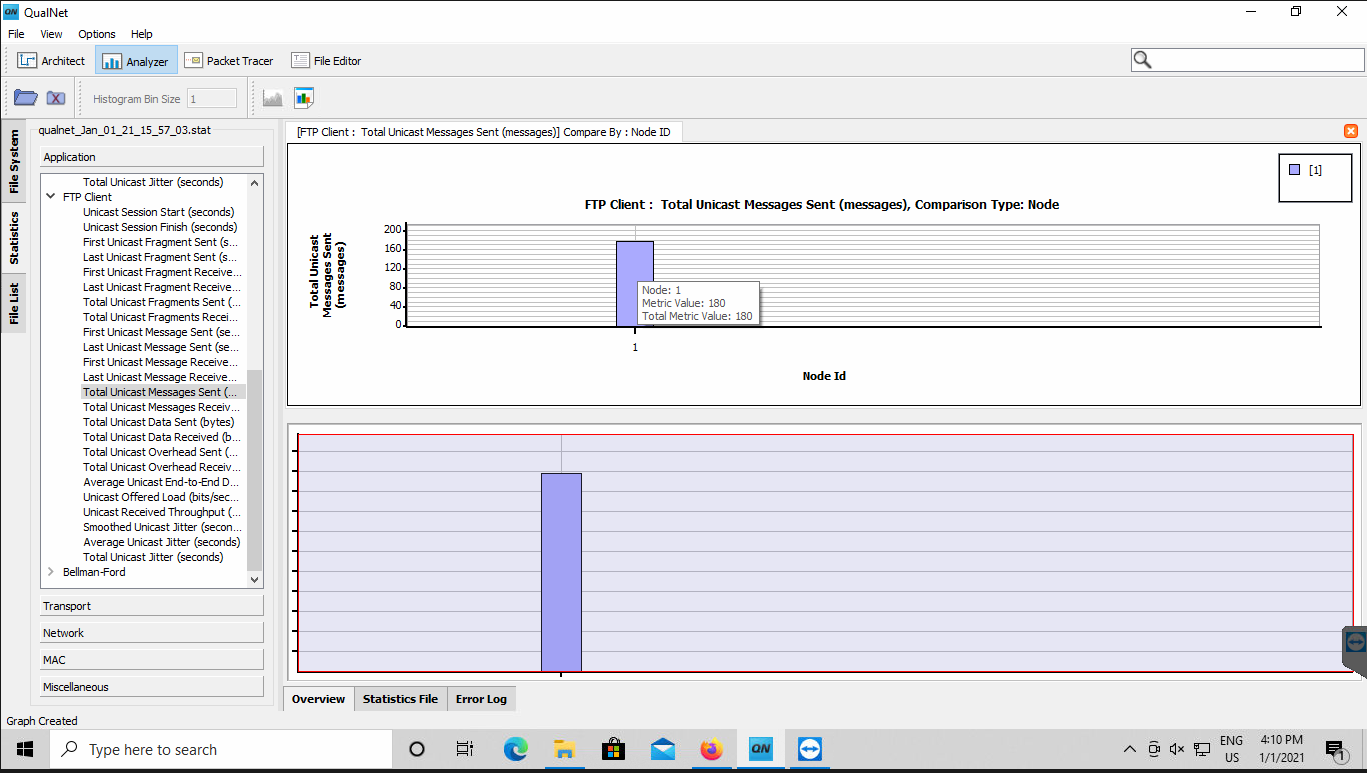 QN QualNet
File View Options Help
Architect Analyzer Packet Tracer File Editor
Histogram Bin Size 1
File System
Statistics
File List
qualnet_Jan_01_21_15_57_03.stat
Application
Total Unicast Jitter (seconds)
FTP Client
Unicast Session Start (seconds)
Unicast Session Finish (seconds)
First Unicast Fragment Sent (s...
Last Unicast Fragment Sent (s...
First Unicast Fragment Receive...
Last Unicast Fragment Receive...
Total Unicast Fragments Sent (...
Total Unicast Fragments Recei...
First Unicast Message Sent (se...
Last Unicast Message Sent (se...
First Unicast Message Receive...
Last Unicast Message Receive...
Total Unicast Messages Sent (...
Total Unicast Messages Receiv...
Total Unicast Data Sent (bytes)
Total Unicast Data Received (b...
Total Unicast Overhead Sent (...
Total Unicast Overhead Receiv...
Average Unicast End-to-End D...
Unicast Offered Load (bits/sec...
Unicast Received Throughput (...
Smoothed Unicast Jitter (secon...
Average Unicast Jitter (seconds)
Total Unicast Jitter (seconds)
Bellman-Ford
Transport
Network
MAC
Miscellaneous
[FTP Client : Total Unicast Messages Sent (messages)] Compare By : Node ID
[1]
FTP Client : Total Unicast Messages Sent (messages), Comparison Type: Node
Total Unicast
Messages Sent
(messages)
200
160
120
80
40
0
Node: 1
Metric Value: 180
Total Metric Value: 180
1
Node Id
Overview Statistics File Error Log
Graph Created
Type here to search
QN
ENG
US
4:10 PM
1/1/2021
1